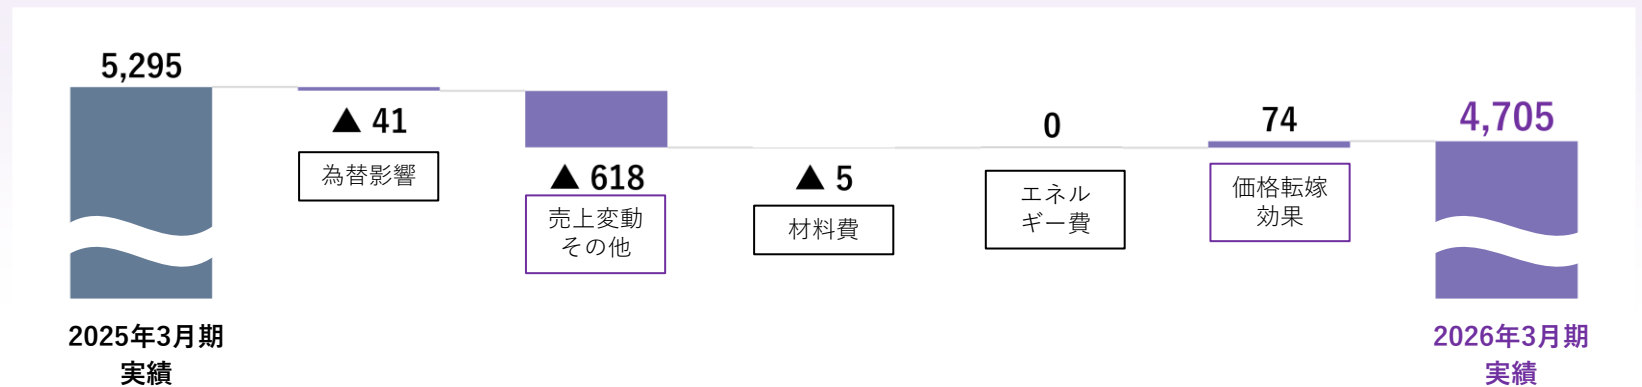 5,295
2025年3月期
実績
▲ 41
為替影響
▲ 618
売上変動
その他
▲ 5
材料費
0
エネル
ギー費
74
価格転嫁
効果
4,705
2026年3月期
実績